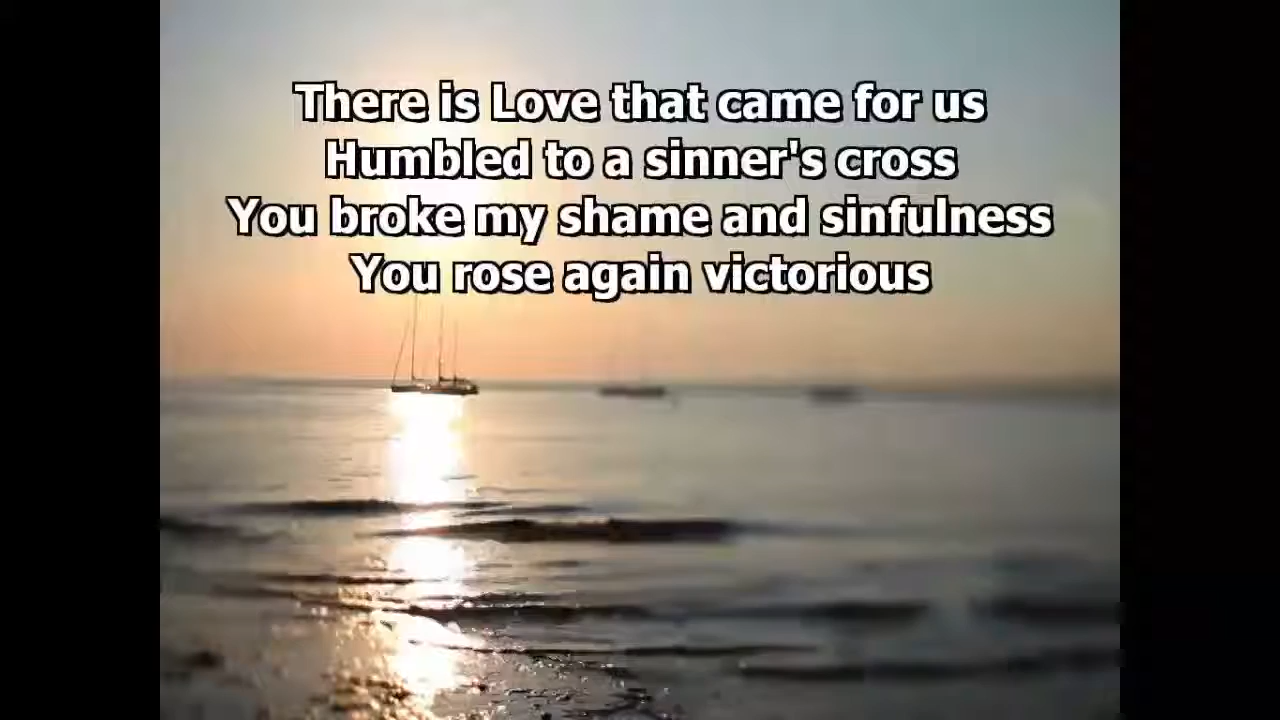 There is Love that came for us
Humbled to a sinner's cross
You broke my shame and sinfulness
You rose again victorious